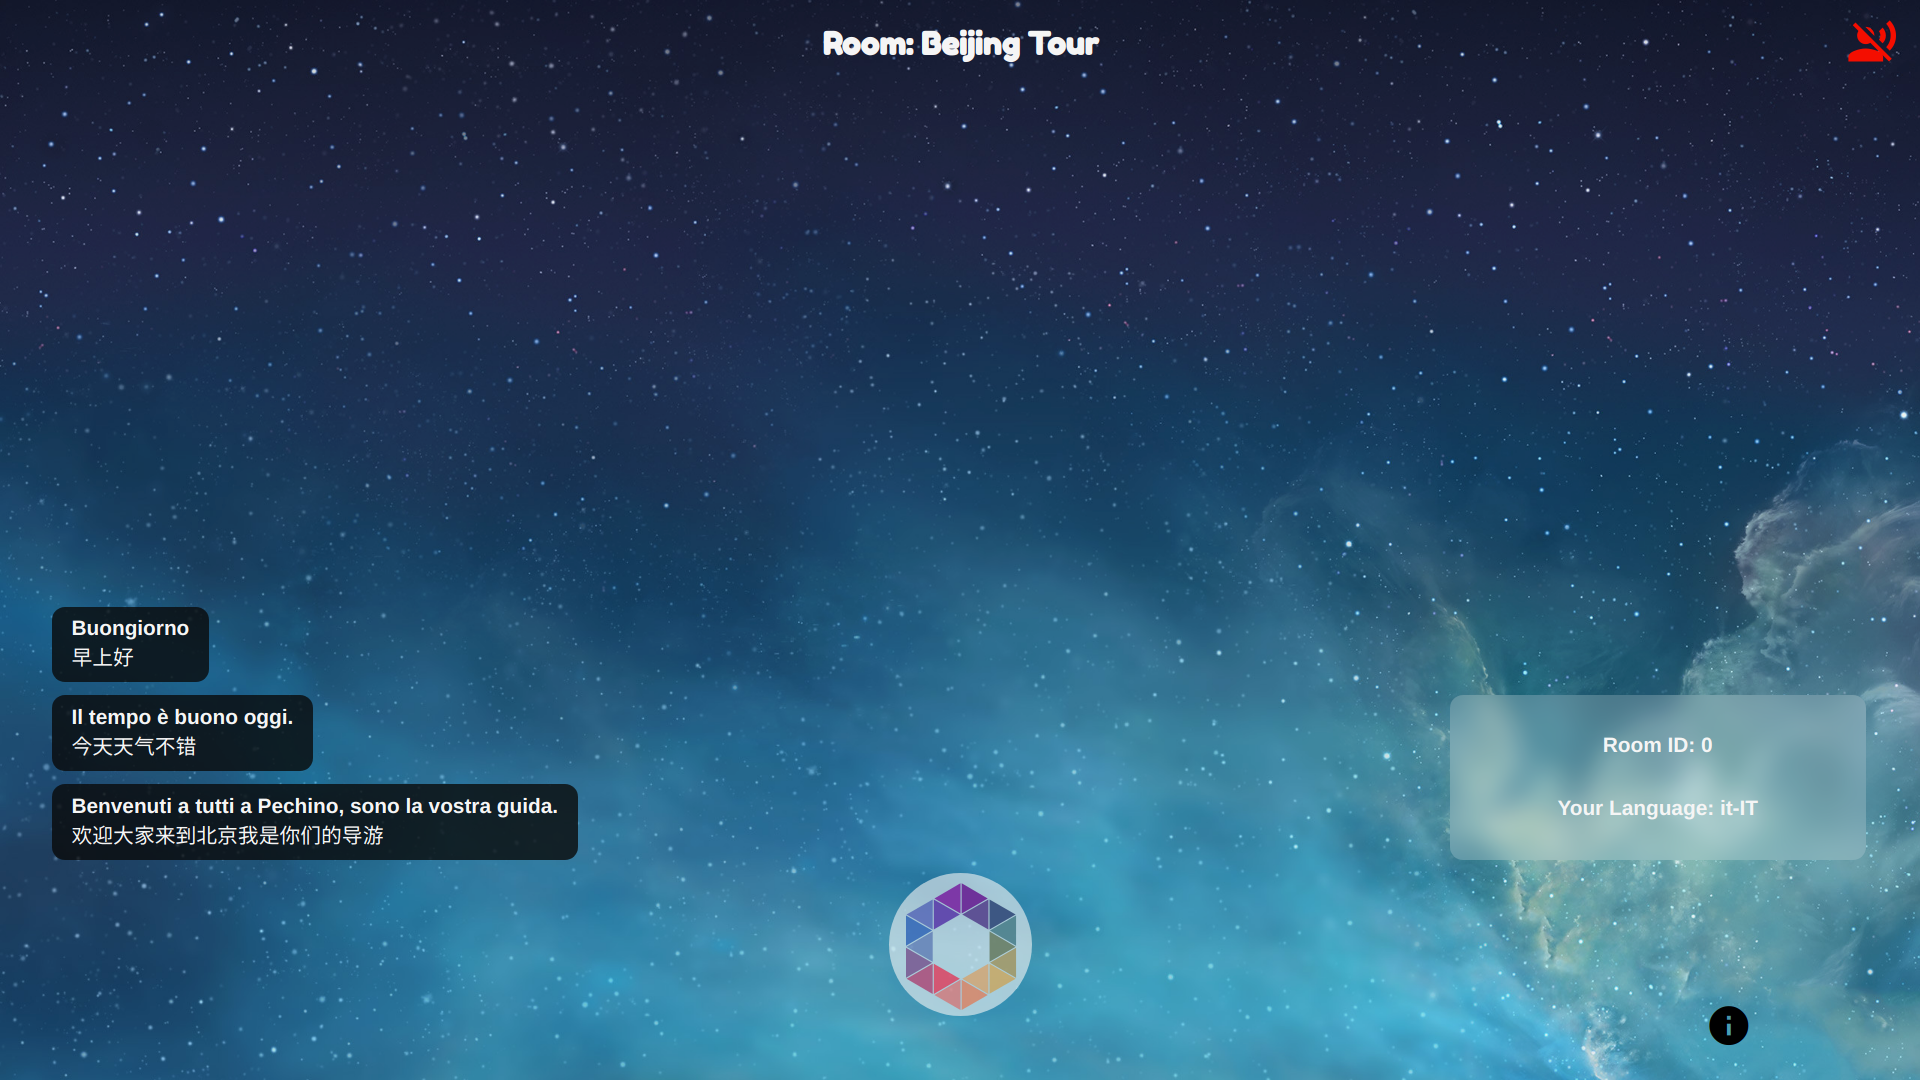 Room: Beijing Tour
Buongiorno
早上好
Il tempo è buono oggi.
今天天气不错
Benvenuti a tutti a Pechino, sono la vostra guida.
欢迎大家来到北京我是你们的导游
Room ID: 0
Your Language: it-IT